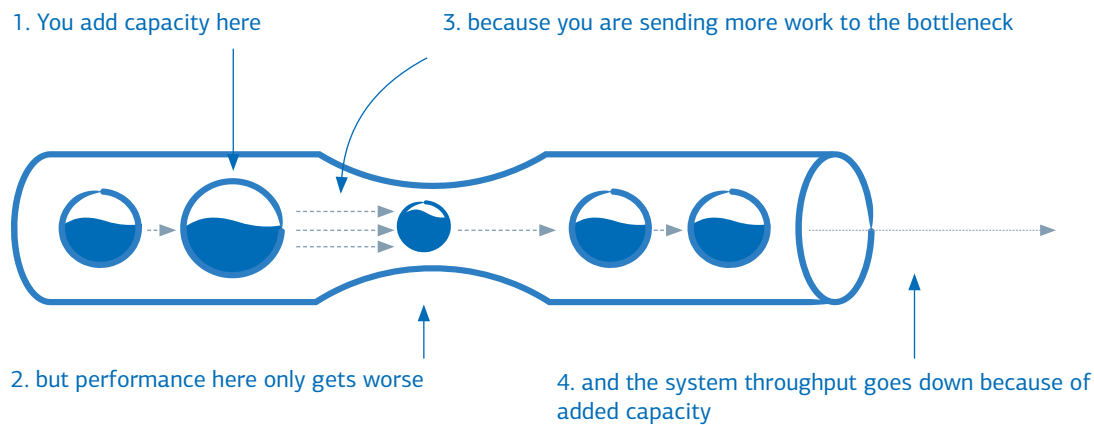 1. You add capacity here
3. because you are sending more work to the bottleneck
2. but performance here only gets worse
4. and the system throughput goes down because of
added capacity